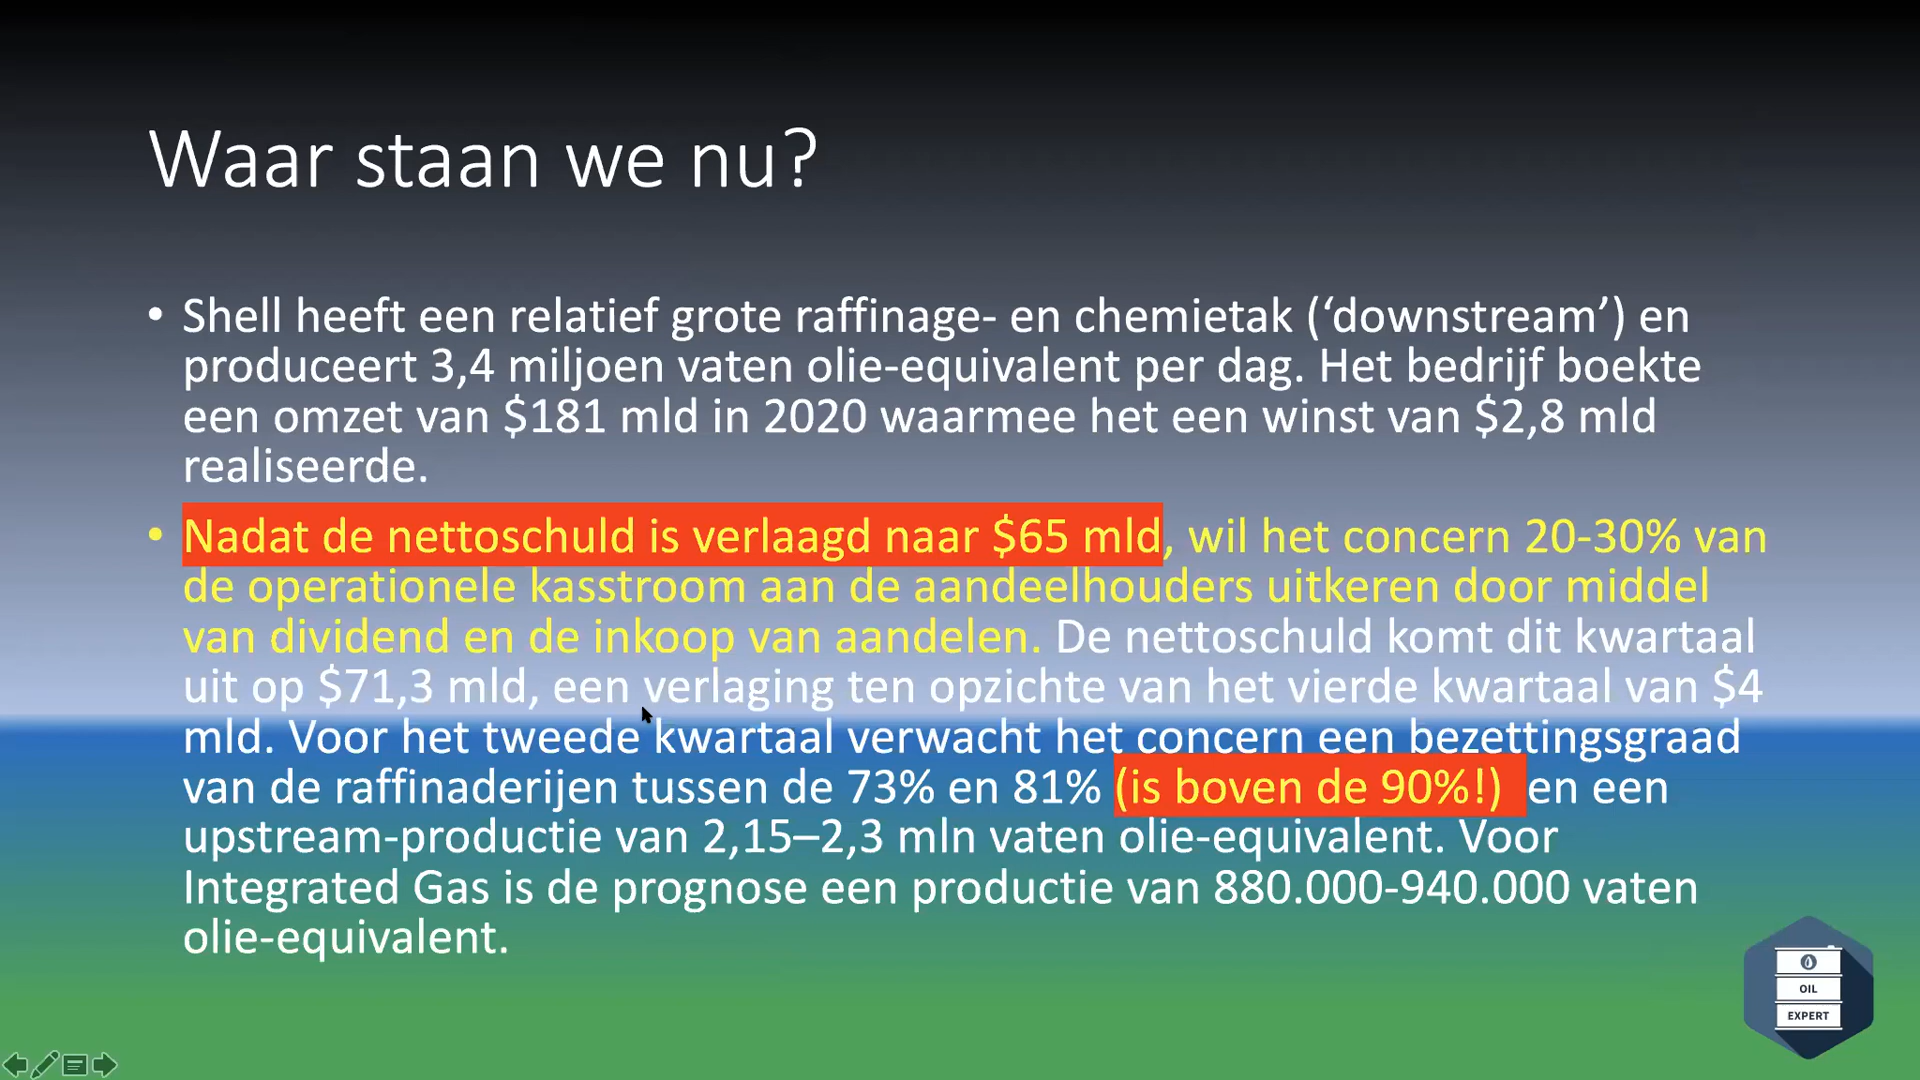 Waar staan we nu?
• Shell heeft een relatief grote raffinage- en chemietak (‘downstream’) en
produceert 3,4 miljoen vaten olie-equivalent per dag. Het bedrijf boekte
een omzet van $181 mld in 2020 waarmee het een winst van $2,8 mld
realiseerde.
• Nadat de nettoschuld is verlaagd naar $65 mld, wil het concern 20-30% van
de operationele kasstroom aan de aandeelhouders uitkeren door middel
van dividend en de inkoop van aandelen. De nettoschuld komt dit kwartaal
uit op $71,3 mld, een verlaging ten opzichte van het vierde kwartaal van $4
mld. Voor het tweede kwartaal verwacht het concern een bezettingsgraad
van de raffinaderijen tussen de 73% en 81% (is boven de 90%!) en een
upstream-productie van 2,15–2,3 mln vaten olie-equivalent. Voor
Integrated Gas is de prognose een productie van 880.000-940.000 vaten
olie-equivalent.
OIL
EXPERT